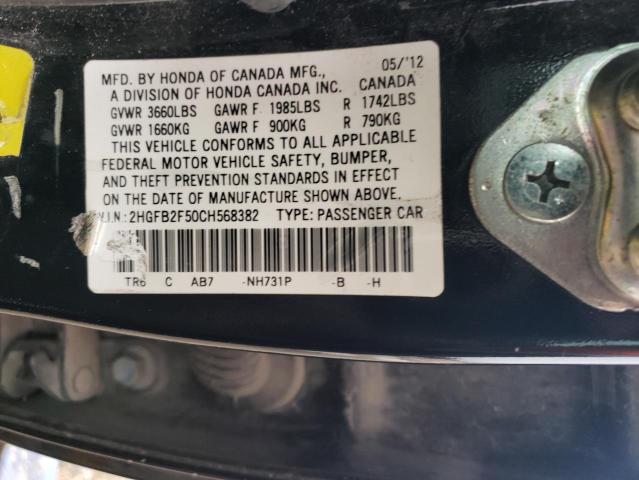 MFD. BY HONDA OF CANADA MFG., 05/'12
A DIVISION OF HONDA CANADA INC. CANADA
GVWR 3660LBS GAWR F 1985LBS R 1742LBS
GVWR 1660KG GAWR F 900KG R 790KG
THIS VEHICLE CONFORMS TO ALL APPLICABLE
FEDERAL MOTOR VEHICLE SAFETY, BUMPER,
AND THEFT PREVENTION STANDARDS IN EFFECT
ON THE DATE OF MANUFACTURE SHOWN ABOVE.
V.I.N.:2HGFB2F50CH568382 TYPE: PASSENGER CAR
TR6 C AB7 -NH731P -B -H